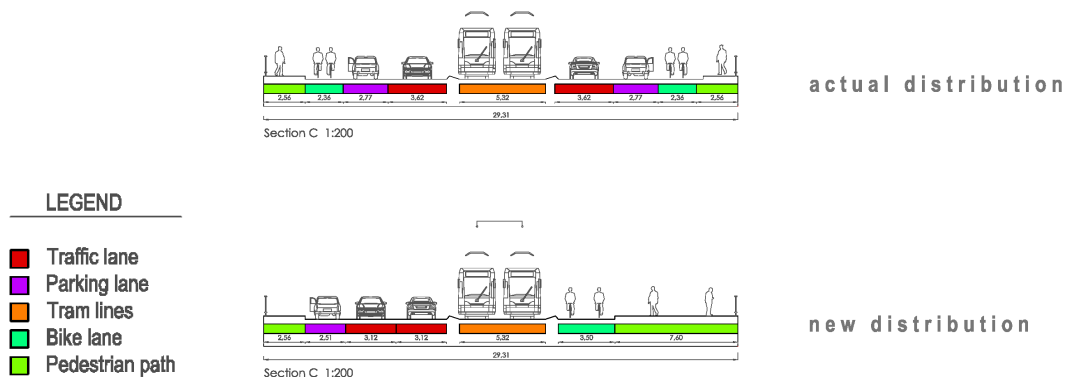 2,56 2,36 2,77 3,62 5,32 3,62 2,77 2,36 2,56
29,31
Section C 1:200
actual distribution
LEGEND
Traffic lane
Parking lane
Tram lines
Bike lane
Pedestrian path
2,56 2,51 3,12 3,12 5,32 3,50 7,60
29,31
Section C 1:200
new distribution